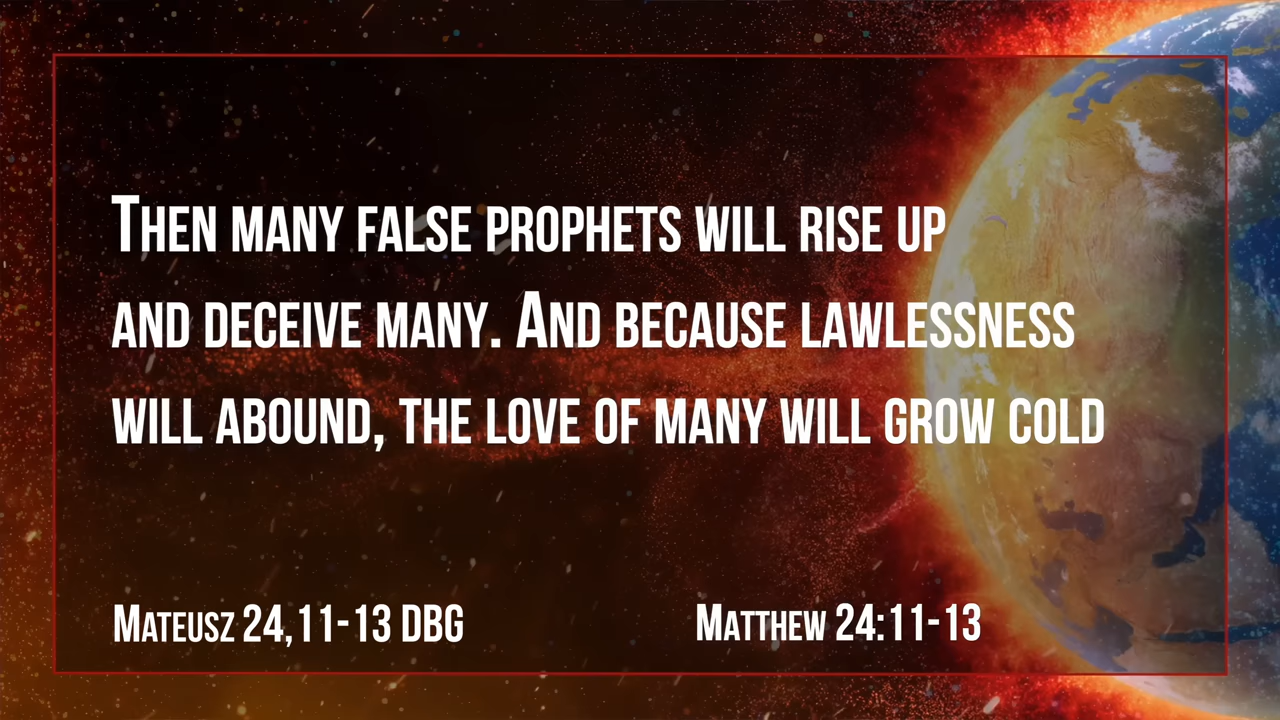 Then many false prophets will rise up
and deceive many. And because lawlessness
will abound, the love of many will grow cold
Mateusz 24,11-13 DBG
Matthew 24:11-13